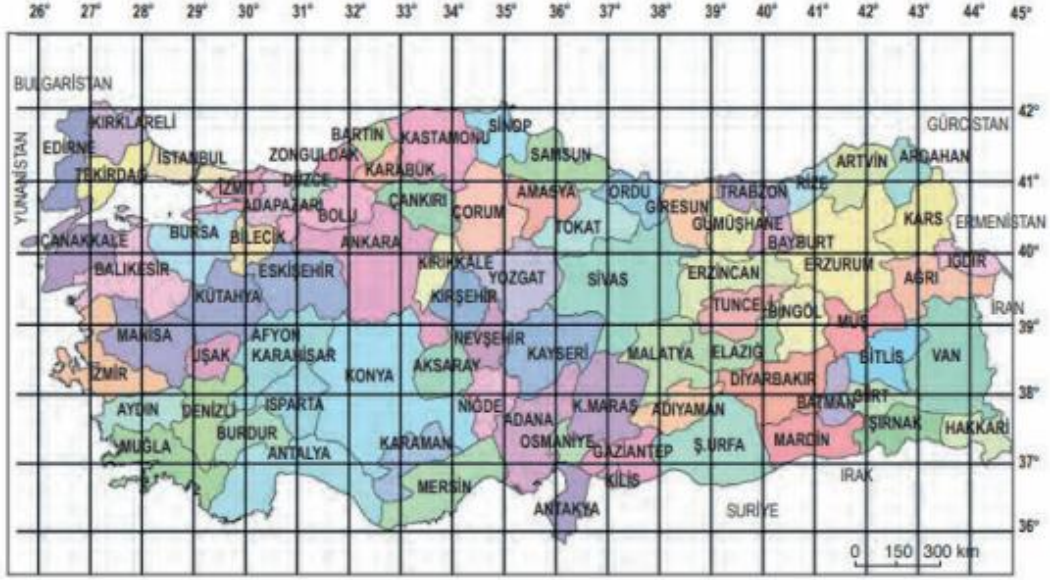 26° 27° 28° 29° 30° 31° 32° 33° 34° 35° 36° 37° 38° 39° 40° 41° 42° 43° 44° 45°
BULGARİSTAN
YUNANİSTAN
42°
GÜRCİSTAN
KIRKLARELİ
EDİRNE
TEKİRDAG
İSTANBUL
BARTIN
KASTAMONU
SİNOP
ZONGULDAK
KARABÜK
SAMSUN
ARTVİN
ARDAHAN
41°
İZMİT
DÜZCE
ADAPAZARI
BOLU
ÇANKIRI
ÇORUM
AMASYA
ORDU
GİRESUN
TRABZON
RİZE
GÜMÜŞHANE
KARS
ERMENİSTAN
ÇANAKKALE
BURSA
BİLECİK
ANKARA
TOKAT
BAYBURT
40°
BALIKESİR
ESKİŞEHİR
KIRIKKALE
YOZGAT
SİVAS
ERZİNCAN
ERZURUM
AĞRI
IĞDIR
KÜTAHYA
KIRŞEHİR
TUNCELİ
BİNGÖL
İRAN
39°
MANİSA
UŞAK
AFYON
KARAHİSAR
NEVŞEHİR
KAYSERİ
MALATYA
ELAZIĞ
MUŞ
BİTLİS
VAN
İZMİR
KONYA
AKSARAY
DİYARBAKIR
38°
AYDIN
DENİZLİ
ISPARTA
NİĞDE
ADANA
K.MARAŞ
ADIYAMAN
BATMAN
SİİRT
ŞIRNAK
HAKKARİ
MUĞLA
BURDUR
ANTALYA
KARAMAN
OSMANİYE
GAZİANTEP
Ş.URFA
MARDİN
37°
MERSİN
KİLİS
IRAK
ANTAKYA
SURİYE
36°
0 150 300 km